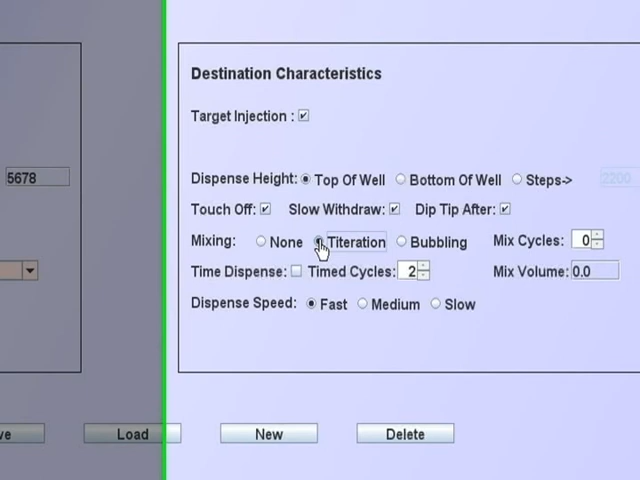 Destination Characteristics
Target Injection :
5678
Dispense Height: Top Of Well Bottom Of Well Steps-> 2200
Touch Off: Slow Withdraw: Dip Tip After:
Mixing: None Titeration Bubbling Mix Cycles: 0
Time Dispense: Timed Cycles: 2 Mix Volume: 0.0
Dispense Speed: Fast Medium Slow
ve Load New Delete